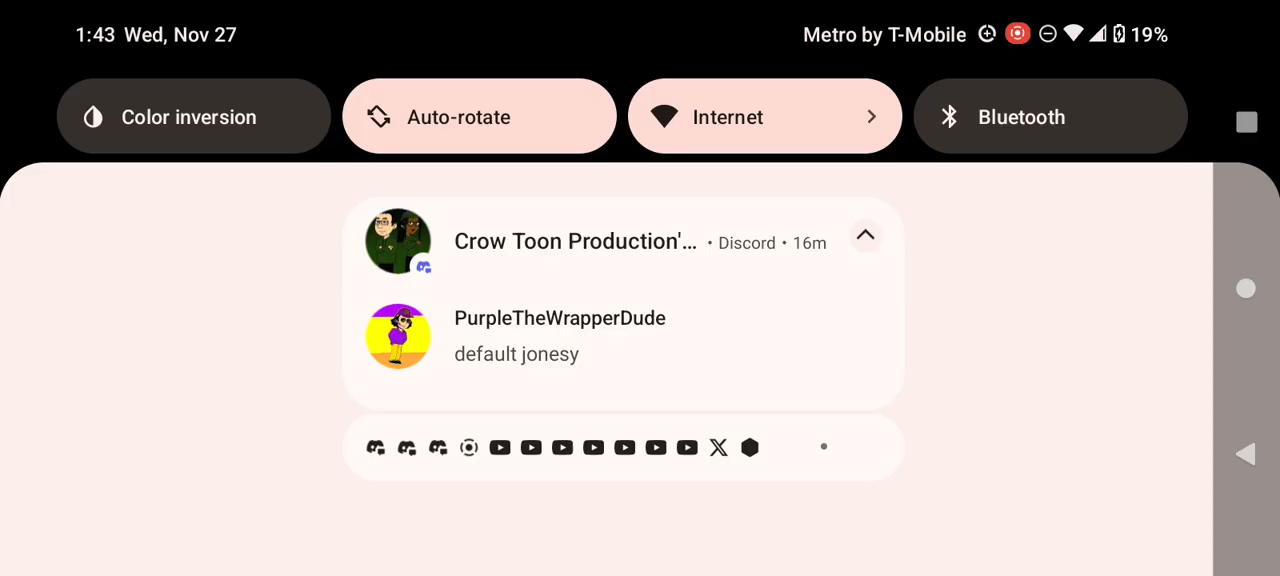 1:43 Wed, Nov 27 Metro by T-Mobile 19%
Color inversion Auto-rotate Internet Bluetooth
Crow Toon Production'... • Discord • 16m
PurpleTheWrapperDude
default jonesy